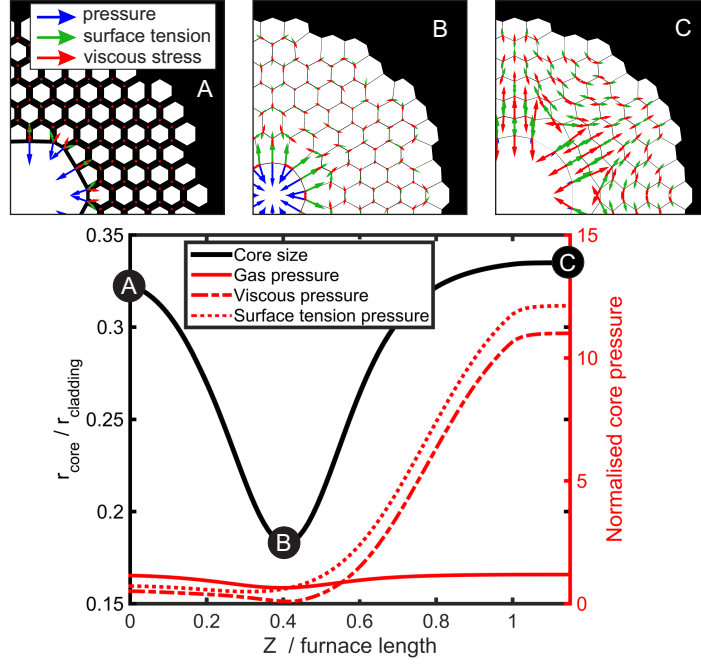 pressure
surface tension
viscous stress
A
B
C
0.35
0.3
0.25
0.2
0.15
r_core / r_cladding
Core size
Gas pressure
Viscous pressure
Surface tension pressure
A
B
C
15
10
5
0
Normalised core pressure
0
0.2
0.4
0.6
0.8
1
Z / furnace length